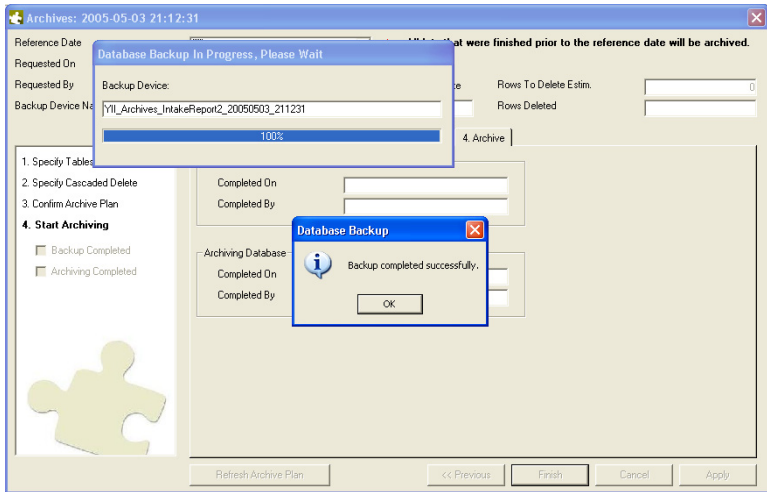 Archives: 2005-05-03 21:12:31
Reference Date
that were finished prior to the reference date will be archived.
Database Backup In Progress, Please Wait
Requested On
Requested By
Backup Device:
Rows To Delete Estim.
0
Backup Device Na
YII_Archives_IntakeReport2_20050503_211231
Rows Deleted
100%
4. Archive
1. Specify Tables
2. Specify Cascaded Delete
Completed On
3. Confirm Archive Plan
Completed By
4. Start Archiving
Database Backup
Backup Completed
Archiving Database
Backup completed successfully.
Archiving Completed
Completed On
Completed By
OK
Refresh Archive Plan
<< Previous
Finish
Cancel
Apply